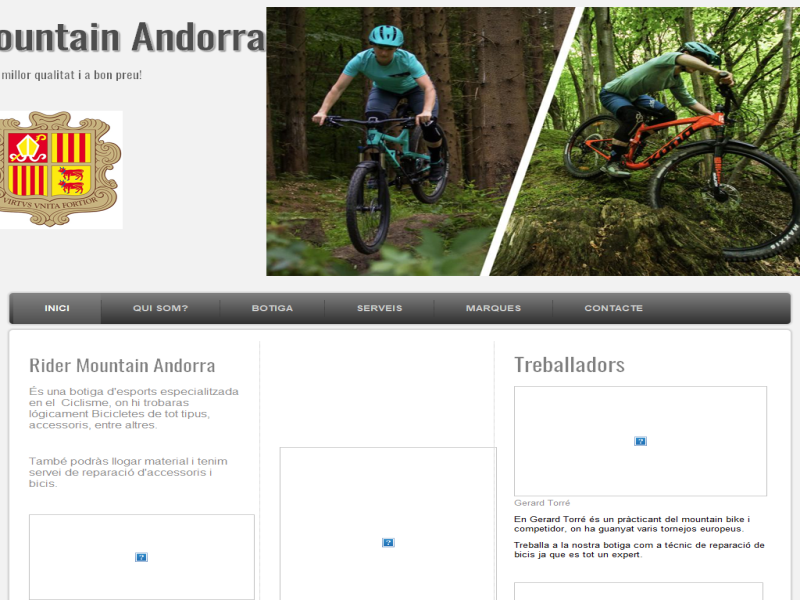 ountain Andorra
millor qualitat i a bon preu!
VIRTVS VNITA FORTIOR
INICI
QUI SOM?
BOTIGA
SERVEIS
MARQUES
CONTACTE
Rider Mountain Andorra
És una botiga d'esports especialitzada
en el Ciclisme, on hi trobaras
lógicament Bicicletes de tot tipus,
accessoris, entre altres.
També podràs llogar material i tenim
servei de reparació d'accessoris i
bicis.
Treballadors
Gerard Torré
En Gerard Torré és un pràcticant del mountain bike i
competidor, on ha guanyat varis tornejos europeus.
Treballa a la nostra botiga com a técnic de reparació de
bicis ja que es tot un expert.